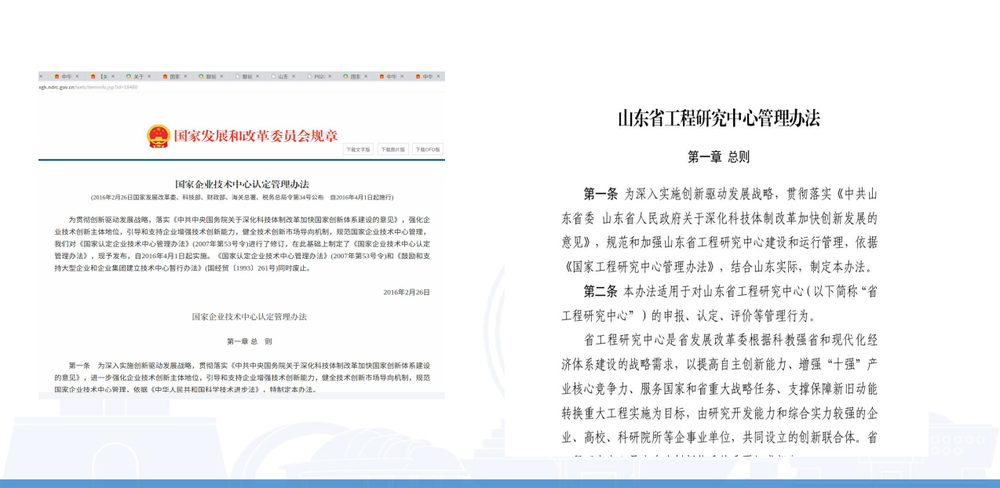 × 中华 × 【关 × 关于 × 国家 × 聊城 × 聊城 × 山东 × P02( × 国家 × 中华 × 中华 ×
xgk.ndrc.gov.cn/web/iteminfo.jsp?id=18480
国家发展和改革委员会规章
下载文字版 下载图片版 下载OFD版
国家企业技术中心认定管理办法
(2016年2月26日国家发展改革委、科技部、财政部、海关总署、税务总局令第34号公布 自2016年4月1日起施行)
为贯彻创新驱动发展战略，落实《中共中央国务院关于深化科技体制改革加快国家创新体系建设的意见》，强化企
业技术创新主体地位，引导和支持企业增强技术创新能力，健全技术创新市场导向机制，规范国家企业技术中心管理，
我们对《国家认定企业技术中心管理办法》(2007年第53号令)进行了修订，在此基础上制定了《国家企业技术中心认定
管理办法》，现予发布，自2016年4月1日起实施。《国家认定企业技术中心管理办法》(2007年第53号令)和《鼓励和支
持大型企业和企业集团建立技术中心暂行办法》(国经贸〔1993〕261号)同时废止。
2016年2月26日
国家企业技术中心认定管理办法
第一章 总 则
第一条 为深入实施创新驱动发展战略，贯彻落实《中共中央国务院关于深化科技体制改革加快国家创新体系建设
的意见》，进一步强化企业技术创新主体地位，引导和支持企业增强技术创新能力，健全技术创新市场导向机制，规范
国家企业技术中心管理，依据《中华人民共和国科学技术进步法》，特制定本办法。
山东省工程研究中心管理办法
第一章 总则
第一条 为深入实施创新驱动发展战略，贯彻落实《中共山
东省委 山东省人民政府关于深化科技体制改革加快创新发展的
意见》，规范和加强山东省工程研究中心建设和运行管理，依据
《国家工程研究中心管理办法》，结合山东实际，制定本办法。
第二条 本办法适用于对山东省工程研究中心（以下简称“省
工程研究中心”）的申报、认定、评价等管理行为。
省工程研究中心是省发展改革委根据科教强省和现代化经
济体系建设的战略需求，以提高自主创新能力、增强“十强”产
业核心竞争力、服务国家和省重大战略任务、支撑保障新旧动能
转换重大工程实施为目标，由研究开发能力和综合实力较强的企
业、高校、科研院所等企事业单位，共同设立的创新联合体。省